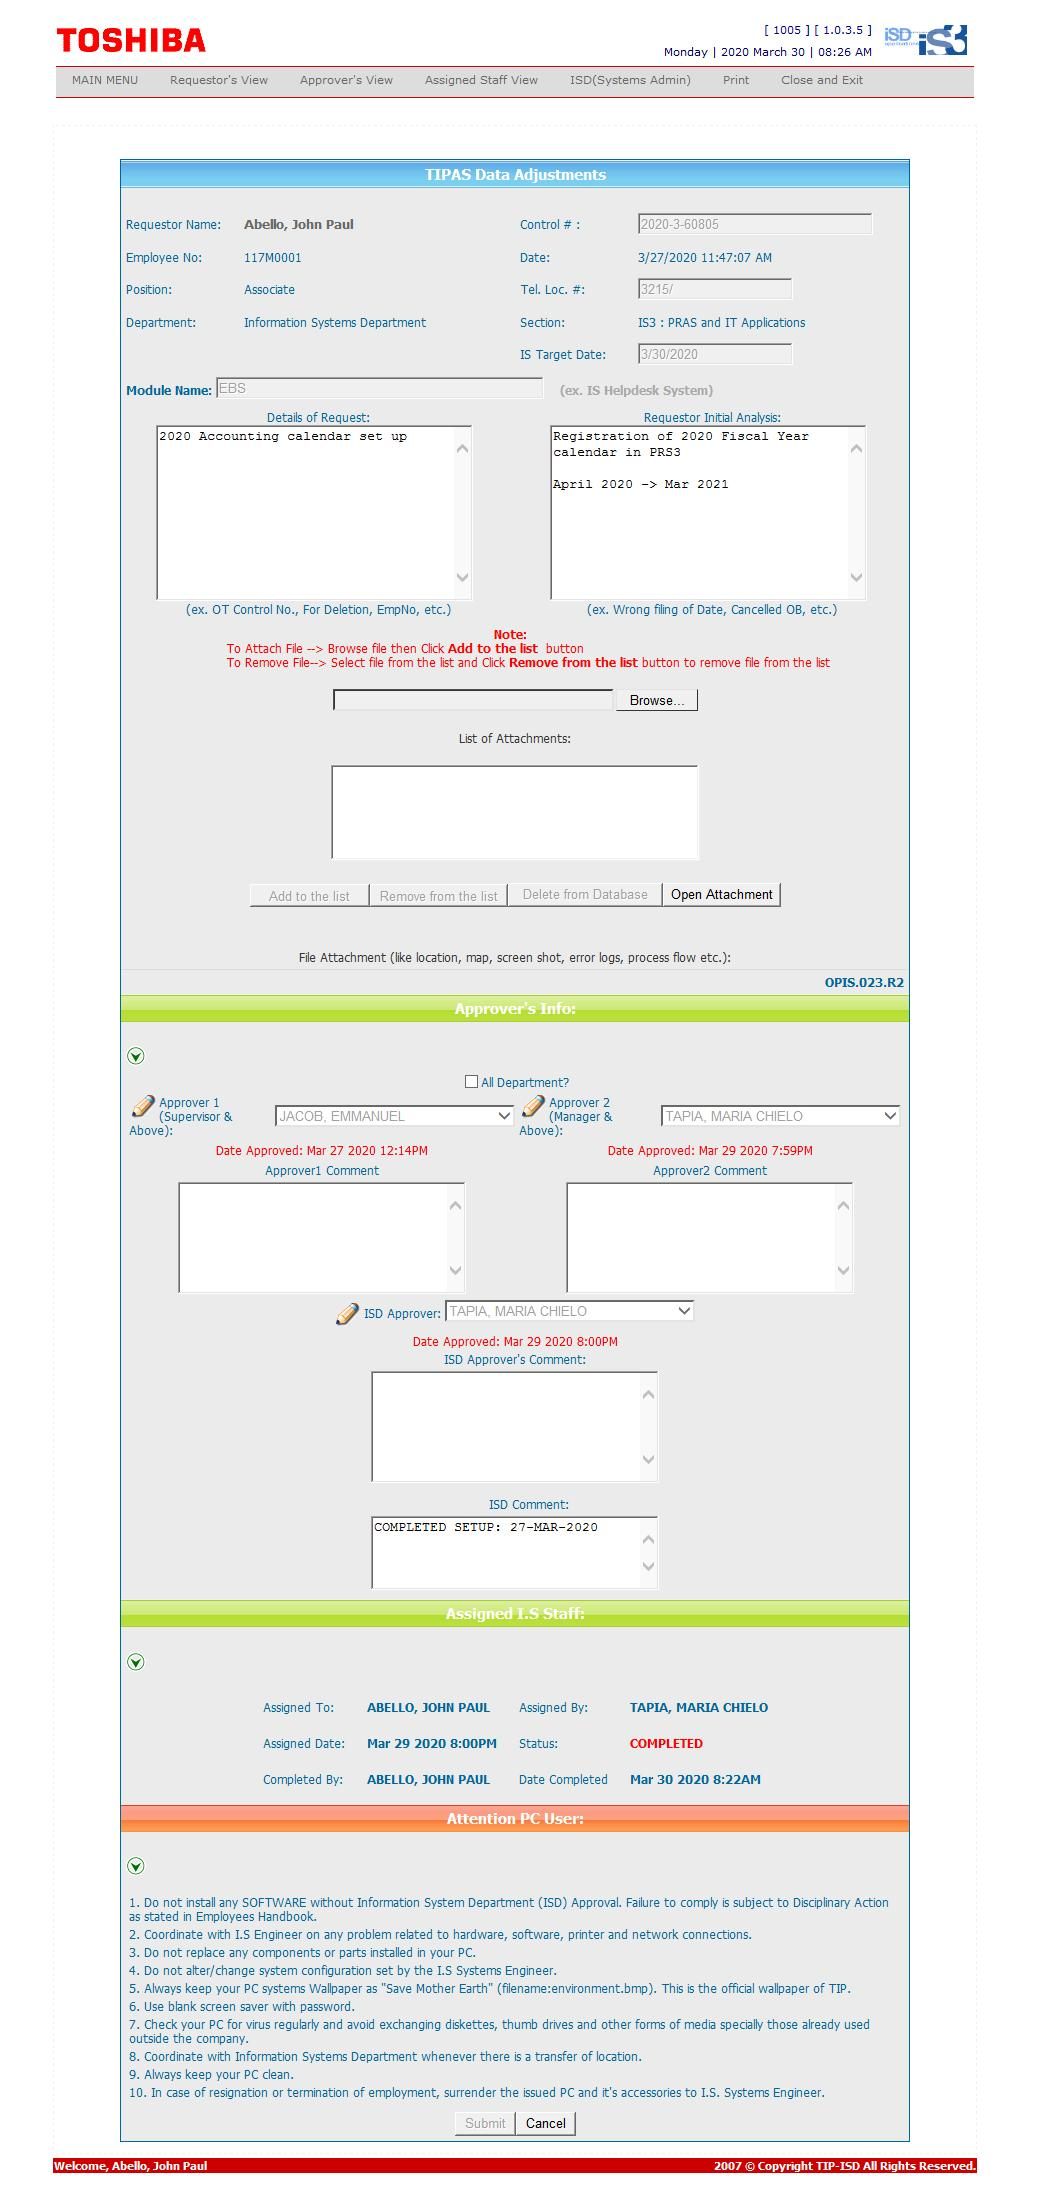 TOSHIBA
[ 1005 ] [ 1.0.3.5 ]
Monday | 2020 March 30 | 08:26 AM
ISD
iS3
MAIN MENU Requestor's View Approver's View Assigned Staff View ISD(Systems Admin) Print Close and Exit
TIPAS Data Adjustments
Requestor Name: Abello, John Paul Control # : 2020-3-60805
Employee No: 117M0001 Date: 3/27/2020 11:47:07 AM
Position: Associate Tel. Loc. #: 3215/
Department: Information Systems Department Section: IS3 : PRAS and IT Applications
IS Target Date: 3/30/2020
Module Name: EBS (ex. IS Helpdesk System)
Details of Request: Requestor Initial Analysis:
2020 Accounting calendar set up
Registration of 2020 Fiscal Year
calendar in PRS3
April 2020 -> Mar 2021
(ex. OT Control No., For Deletion, EmpNo, etc.) (ex. Wrong filing of Date, Cancelled OB, etc.)
Note:
To Attach File --> Browse file then Click Add to the list button
To Remove File--> Select file from the list and Click Remove from the list button to remove file from the list
Browse...
List of Attachments:
Add to the list Remove from the list Delete from Database Open Attachment
File Attachment (like location, map, screen shot, error logs, process flow etc.):
OPIS.023.R2
Approver's Info:
All Department?
Approver 1
(Supervisor &
Above):
JACOB, EMMANUEL
Approver 2
(Manager &
Above):
TAPIA, MARIA CHIELO
Date Approved: Mar 27 2020 12:14PM Date Approved: Mar 29 2020 7:59PM
Approver1 Comment Approver2 Comment
ISD Approver: TAPIA, MARIA CHIELO
Date Approved: Mar 29 2020 8:00PM
ISD Approver's Comment:
ISD Comment:
COMPLETED SETUP: 27-MAR-2020
Assigned I.S Staff:
Assigned To: ABELLO, JOHN PAUL Assigned By: TAPIA, MARIA CHIELO
Assigned Date: Mar 29 2020 8:00PM Status: COMPLETED
Completed By: ABELLO, JOHN PAUL Date Completed Mar 30 2020 8:22AM
Attention PC User:
1. Do not install any SOFTWARE without Information System Department (ISD) Approval. Failure to comply is subject to Disciplinary Action
as stated in Employees Handbook.
2. Coordinate with I.S Engineer on any problem related to hardware, software, printer and network connections.
3. Do not replace any components or parts installed in your PC.
4. Do not alter/change system configuration set by the I.S Systems Engineer.
5. Always keep your PC systems Wallpaper as "Save Mother Earth" (filename:environment.bmp). This is the official wallpaper of TIP.
6. Use blank screen saver with password.
7. Check your PC for virus regularly and avoid exchanging diskettes, thumb drives and other forms of media specially those already used
outside the company.
8. Coordinate with Information Systems Department whenever there is a transfer of location.
9. Always keep your PC clean.
10. In case of resignation or termination of employment, surrender the issued PC and it's accessories to I.S. Systems Engineer.
Submit Cancel
Welcome, Abello, John Paul 2007 © Copyright TIP-ISD All Rights Reserved.